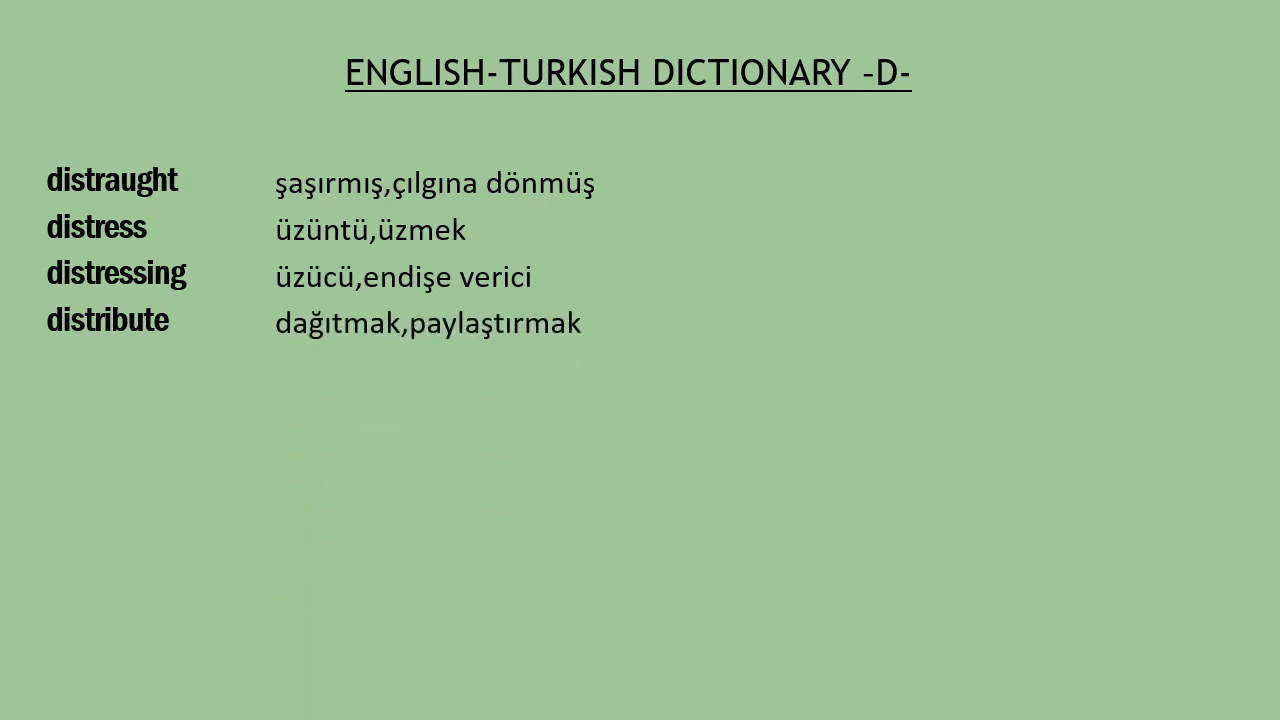 ENGLISH-TURKISH DICTIONARY –D-
distraught şaşırmış,çılgına dönmüş
distress üzüntü,üzmek
distressing üzücü,endişe verici
distribute dağıtmak,paylaştırmak